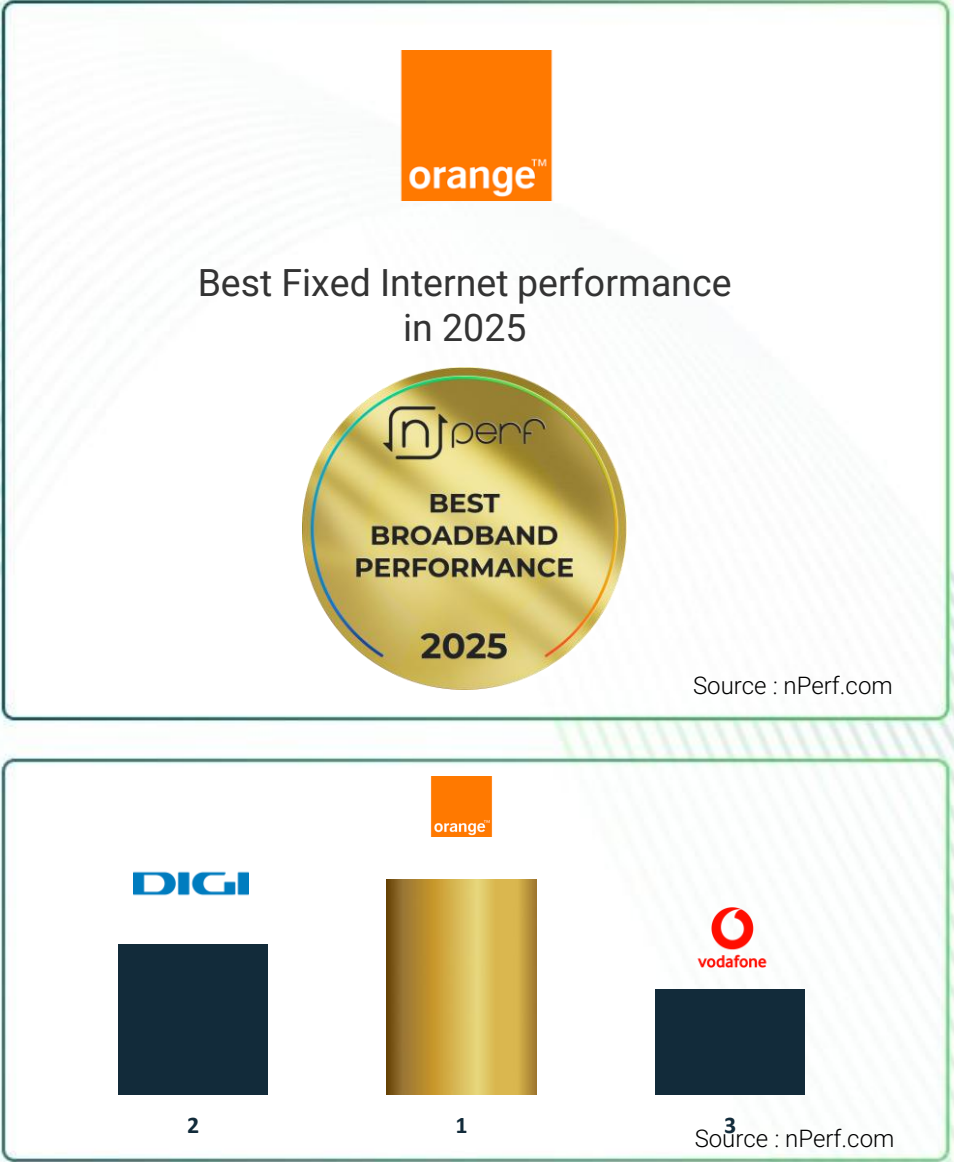 orange™
Best Fixed Internet performance
in 2025
nperf
BEST
BROADBAND
PERFORMANCE
2025
Source : nPerf.com
orange™
DIGI
vodafone
2
1
3
Source : nPerf.com